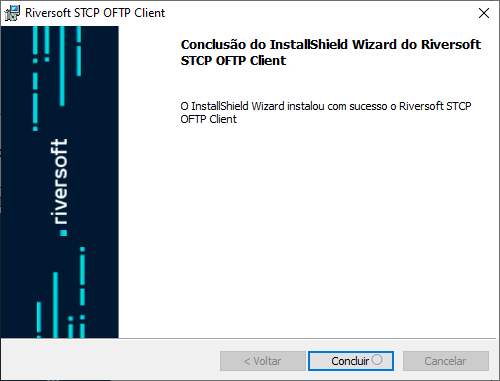 Riversoft STCP OFTP Client
Conclusão do InstallShield Wizard do Riversoft
STCP OFTP Client
O InstallShield Wizard instalou com sucesso o Riversoft STCP
OFTP Client
riversoft
< Voltar
Concluir
Cancelar